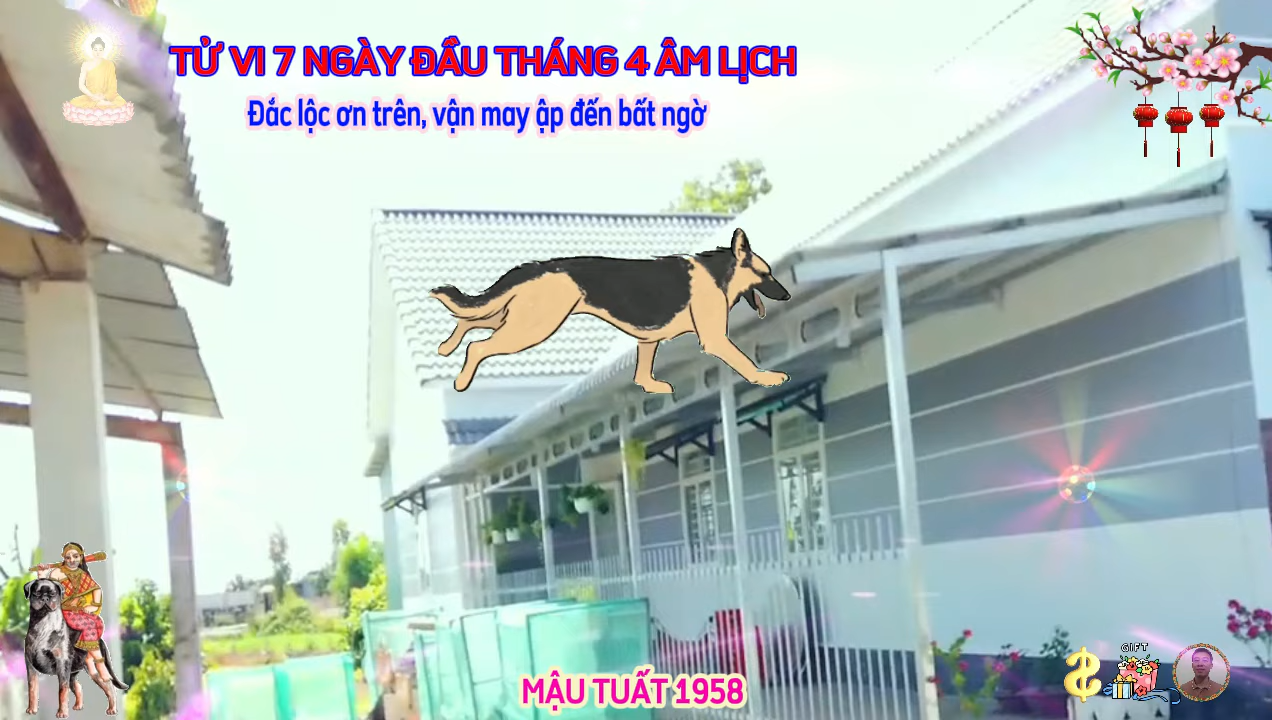 TỬ VI 7 NGÀY ĐẦU THÁNG 4 ÂM LỊCH
Đắc lộc ơn trên, vận may ập đến bất ngờ
GIFT
MẬU TUẤT 1958